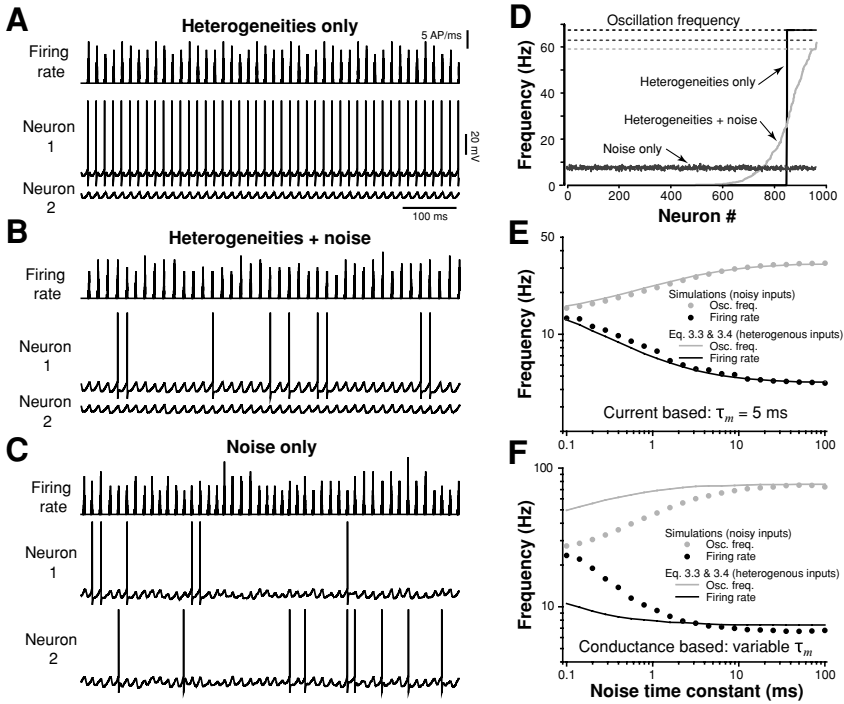 A
Heterogeneities only
5 AP/ms
Firing
rate
Neuron
1
20 mV
Neuron
2
100 ms
B
Heterogeneities + noise
Firing
rate
Neuron
1
Neuron
2
C
Noise only
Firing
rate
Neuron
1
Neuron
2
D
Oscillation frequency
Frequency (Hz)
60
40
20
0
Heterogeneities only
Heterogeneities + noise
Noise only
0 200 400 600 800 1000
Neuron #
E
Frequency (Hz)
50
10
Simulations (noisy inputs)
Osc. freq.
Firing rate
Eq. 3.3 & 3.4 (heterogenous inputs)
Osc. freq.
Firing rate
Current based: τm = 5 ms
0.1 1 10 100
F
Frequency (Hz)
100
10
Simulations (noisy inputs)
Osc. freq.
Firing rate
Eq. 3.3 & 3.4 (heterogenous inputs)
Osc. freq.
Firing rate
Conductance based: variable τm
0.1 1 10 100
Noise time constant (ms)